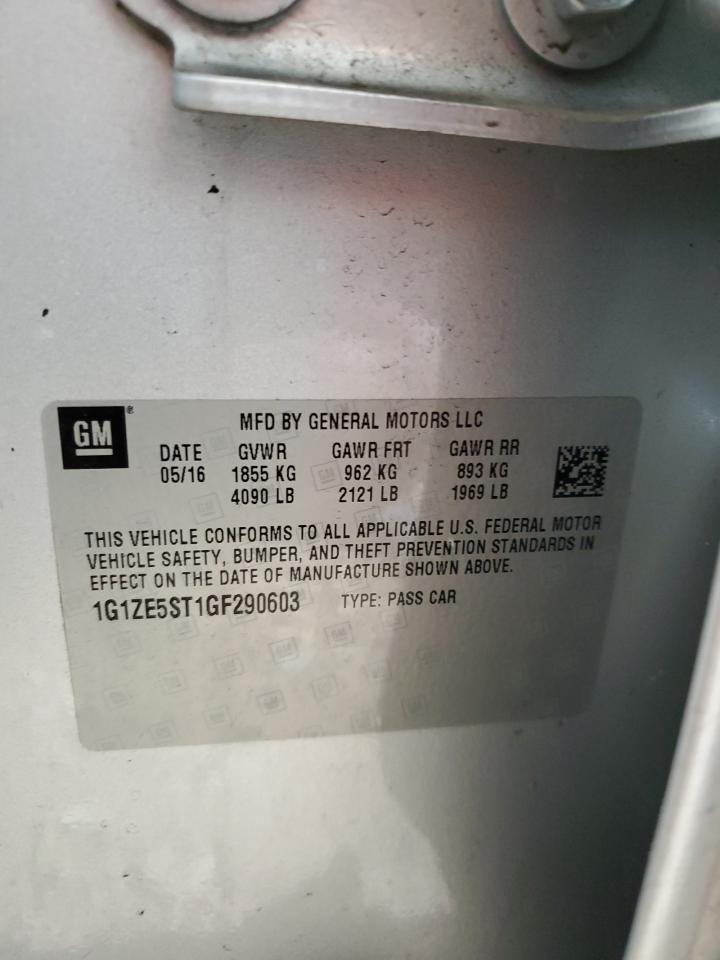 GM®
MFD BY GENERAL MOTORS LLC
DATE GVWR GAWR FRT GAWR RR
05/16 1855 KG 962 KG 893 KG
4090 LB 2121 LB 1969 LB
THIS VEHICLE CONFORMS TO ALL APPLICABLE U.S. FEDERAL MOTOR
VEHICLE SAFETY, BUMPER, AND THEFT PREVENTION STANDARDS IN
EFFECT ON THE DATE OF MANUFACTURE SHOWN ABOVE.
1G1ZE5ST1GF290603 TYPE: PASS CAR